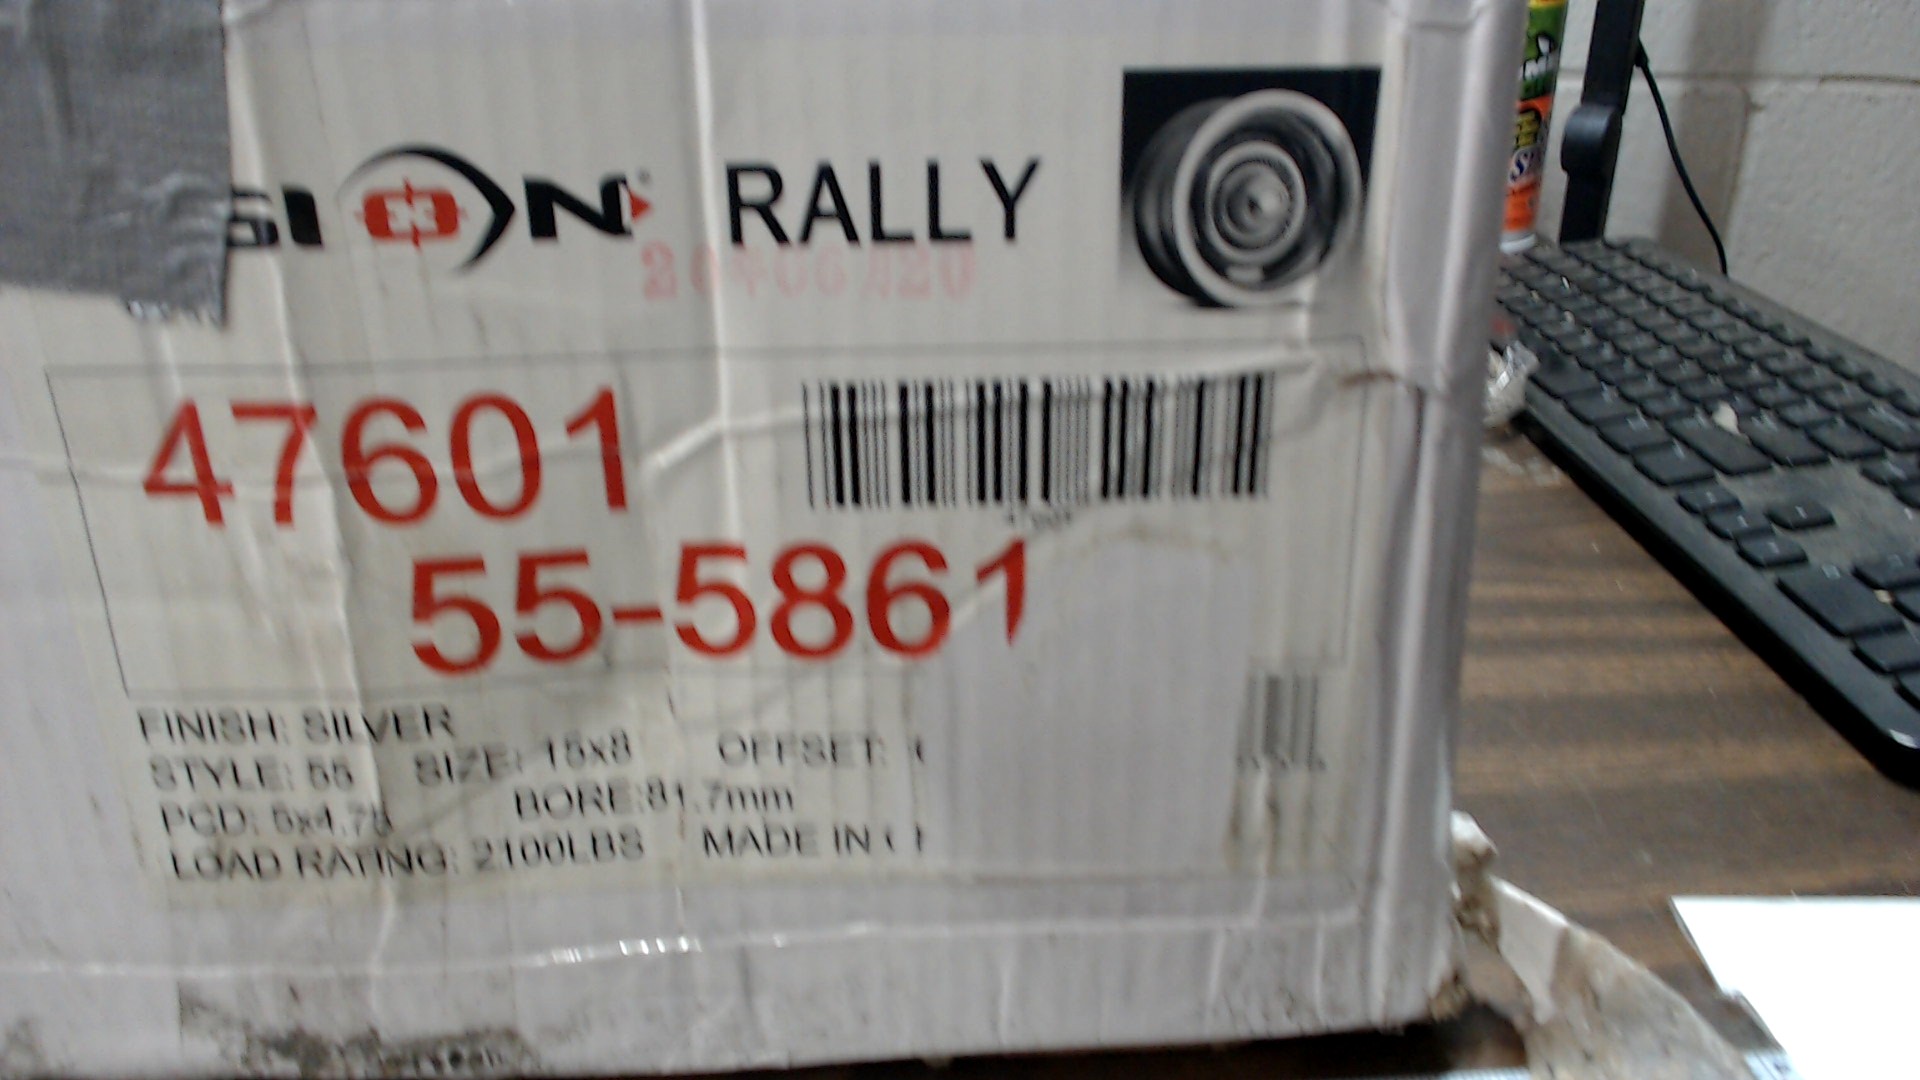 SION RALLY
47601
55-5861
FINISH: SILVER
STYLE: 55 SIZE: 15x8 OFFSET:
PCD: 5x4.75 BORE:81.7mm
LOAD RATING: 2100LBS MADE IN